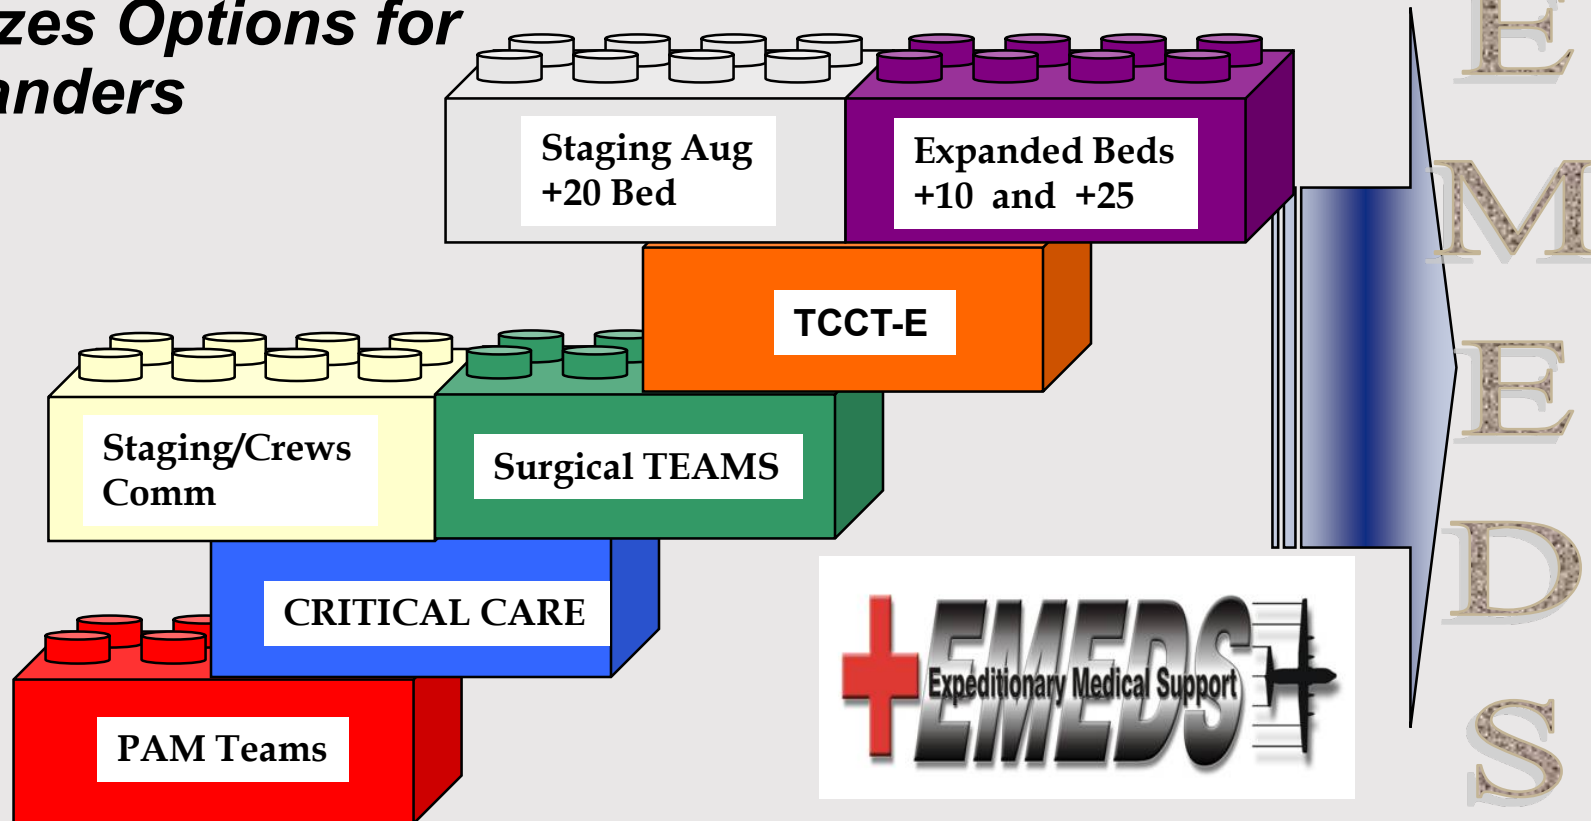 zes Options for
anders
Staging Aug
+20 Bed
Expanded Beds
+10 and +25
TCCT-E
Staging/Crews
Comm
Surgical TEAMS
CRITICAL CARE
PAM Teams
EMEDS
Expeditionary Medical Support
E
M
E
D
S